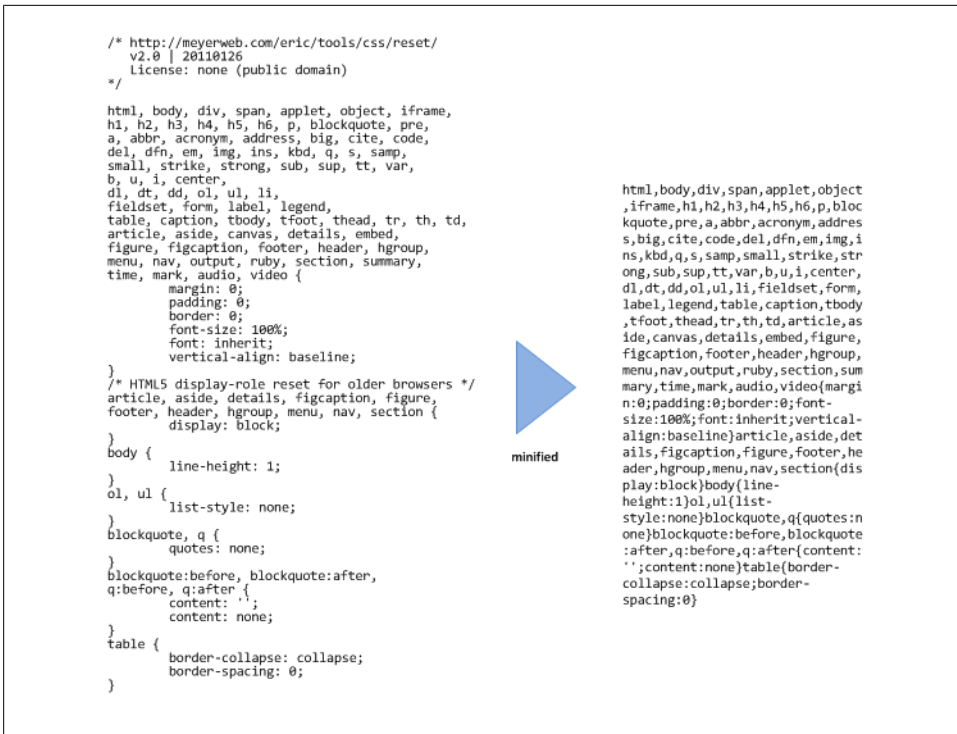 /* http://meyerweb.com/eric/tools/css/reset/
   v2.0 | 20110126
   License: none (public domain)
*/

html, body, div, span, applet, object, iframe,
h1, h2, h3, h4, h5, h6, p, blockquote, pre,
a, abbr, acronym, address, big, cite, code,
del, dfn, em, img, ins, kbd, q, s, samp,
small, strike, strong, sub, sup, tt, var,
b, u, i, center,
dl, dt, dd, ol, ul, li,
fieldset, form, label, legend,
table, caption, tbody, tfoot, thead, tr, th, td,
article, aside, canvas, details, embed,
figure, figcaption, footer, header, hgroup,
menu, nav, output, ruby, section, summary,
time, mark, audio, video {
        margin: 0;
        padding: 0;
        border: 0;
        font-size: 100%;
        font: inherit;
        vertical-align: baseline;
}
/* HTML5 display-role reset for older browsers */
article, aside, details, figcaption, figure,
footer, header, hgroup, menu, nav, section {
        display: block;
}
body {
        line-height: 1;
}
ol, ul {
        list-style: none;
}
blockquote, q {
        quotes: none;
}
blockquote:before, blockquote:after,
q:before, q:after {
        content: '';
        content: none;
}
table {
        border-collapse: collapse;
        border-spacing: 0;
}
minified
html,body,div,span,applet,object
,iframe,h1,h2,h3,h4,h5,h6,p,bloc
kquote,pre,a,abbr,acronym,addres
s,big,cite,code,del,dfn,em,img,i
ns,kbd,q,s,samp,small,strike,str
ong,sub,sup,tt,var,b,u,i,center,
dl,dt,dd,ol,ul,li,fieldset,form,
label,legend,table,caption,tbody
,tfoot,thead,tr,th,td,article,as
ide,canvas,details,embed,figure,
figcaption,footer,header,hgroup,
menu,nav,output,ruby,section,sum
mary,time,mark,audio,video{margi
n:0;padding:0;border:0;font-
size:100%;font:inherit;vertical-
align:baseline}article,aside,det
ails,figcaption,figure,footer,he
ader,hgroup,menu,nav,section{dis
play:block}body{line-
height:1}ol,ul{list-
style:none}blockquote,q{quotes:n
one}blockquote:before,blockquote
:after,q:before,q:after{content:
'';content:none}table{border-
collapse:collapse;border-
spacing:0}